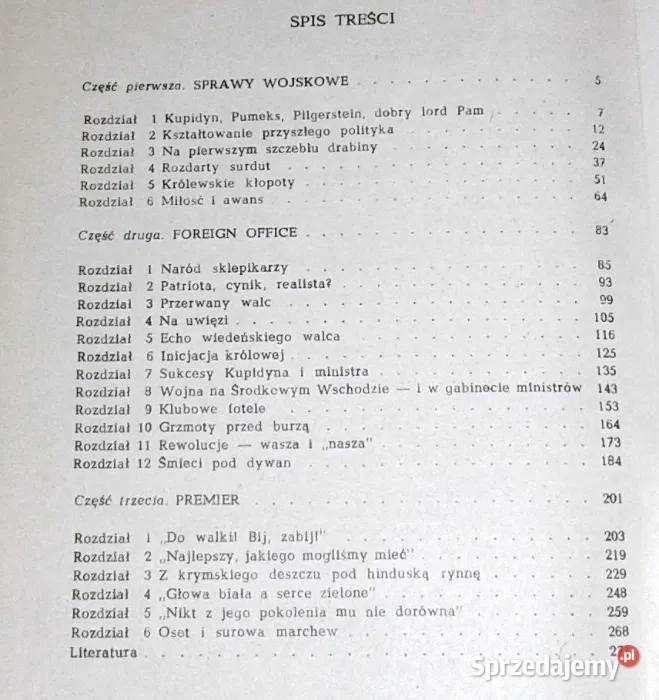 SPIS TREŚCI
Część pierwsza. SPRAWY WOJSKOWE . . . . . . . . . . . 5
Rozdział 1 Kupidyn, Pumeks, Pilgerstein, dobry lord Pam . . . . 7
Rozdział 2 Kształtowanie przyszłego polityka . . . . . . . . 12
Rozdział 3 Na pierwszym szczeblu drabiny . . . . . . . . 24
Rozdział 4 Rozdarty surdut . . . . . . . . . . . . . 37
Rozdział 5 Królewskie kłopoty . . . . . . . . . . . . 51
Rozdział 6 Miłość i awans . . . . . . . . . . . . . 64
Część druga. FOREIGN OFFICE . . . . . . . . . . . . 83
Rozdział 1 Naród sklepikarzy . . . . . . . . . . . . 85
Rozdział 2 Patriota, cynik, realista? . . . . . . . . . . 93
Rozdział 3 Przerwany walc . . . . . . . . . . . . . 99
Rozdział 4 Na uwięzi . . . . . . . . . . . . . . . 105
Rozdział 5 Echo wiedeńskiego walca . . . . . . . . . . 116
Rozdział 6 Inicjacja królowej . . . . . . . . . . . . 125
Rozdział 7 Sukcesy Kupidyna i ministra . . . . . . . . . 135
Rozdział 8 Wojna na Środkowym Wschodzie — i w gabinecie ministrów 143
Rozdział 9 Klubowe fotele . . . . . . . . . . . . . 153
Rozdział 10 Grzmoty przed burzą . . . . . . . . . . . 164
Rozdział 11 Rewolucje — wasza i „nasza" . . . . . . . . . 173
Rozdział 12 Śmieci pod dywan . . . . . . . . . . . . 184
Część trzecia. PREMIER . . . . . . . . . . . . . . 201
Rozdział 1 „Do walki! Bij, zabij!" . . . . . . . . . . . 203
Rozdział 2 „Najlepszy, jakiego mogliśmy mieć" . . . . . . . 219
Rozdział 3 Z krymskiego deszczu pod hinduską rynnę . . . . . 229
Rozdział 4 „Głowa biała a serce zielone" . . . . . . . . . 248
Rozdział 5 „Nikt z jego pokolenia mu nie dorówna" . . . . . . 259
Rozdział 6 Oset i surowa marchew . . . . . . . . . . 268
Literatura . . . . . . . . . . . . . . . . . .
Sprzedajemy.pl